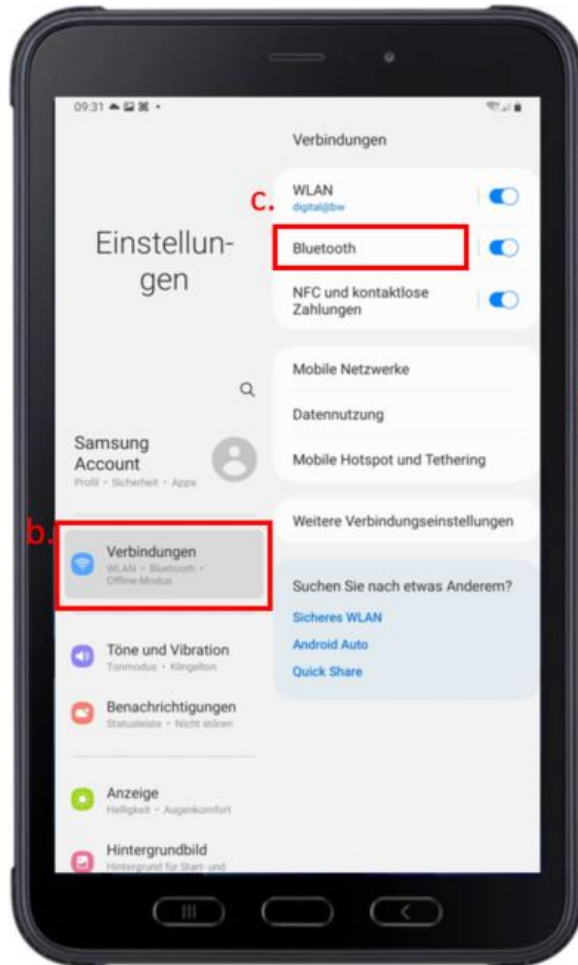 09:31
Einstellun-
gen
Samsung
Account
Profil • Sicherheit • Apps
b.
Verbindungen
WLAN • Bluetooth •
Offline-Modus
Töne und Vibration
Tonmodus • Klingelton
Benachrichtigungen
Statusleiste • Nicht stören
Anzeige
Helligkeit • Augenkomfort
Hintergrundbild
Hintergrund für Start- und
Verbindungen
c.
WLAN
digital@bw
Bluetooth
NFC und kontaktlose
Zahlungen
Mobile Netzwerke
Datennutzung
Mobile Hotspot und Tethering
Weitere Verbindungseinstellungen
Suchen Sie nach etwas Anderem?
Sicheres WLAN
Android Auto
Quick Share